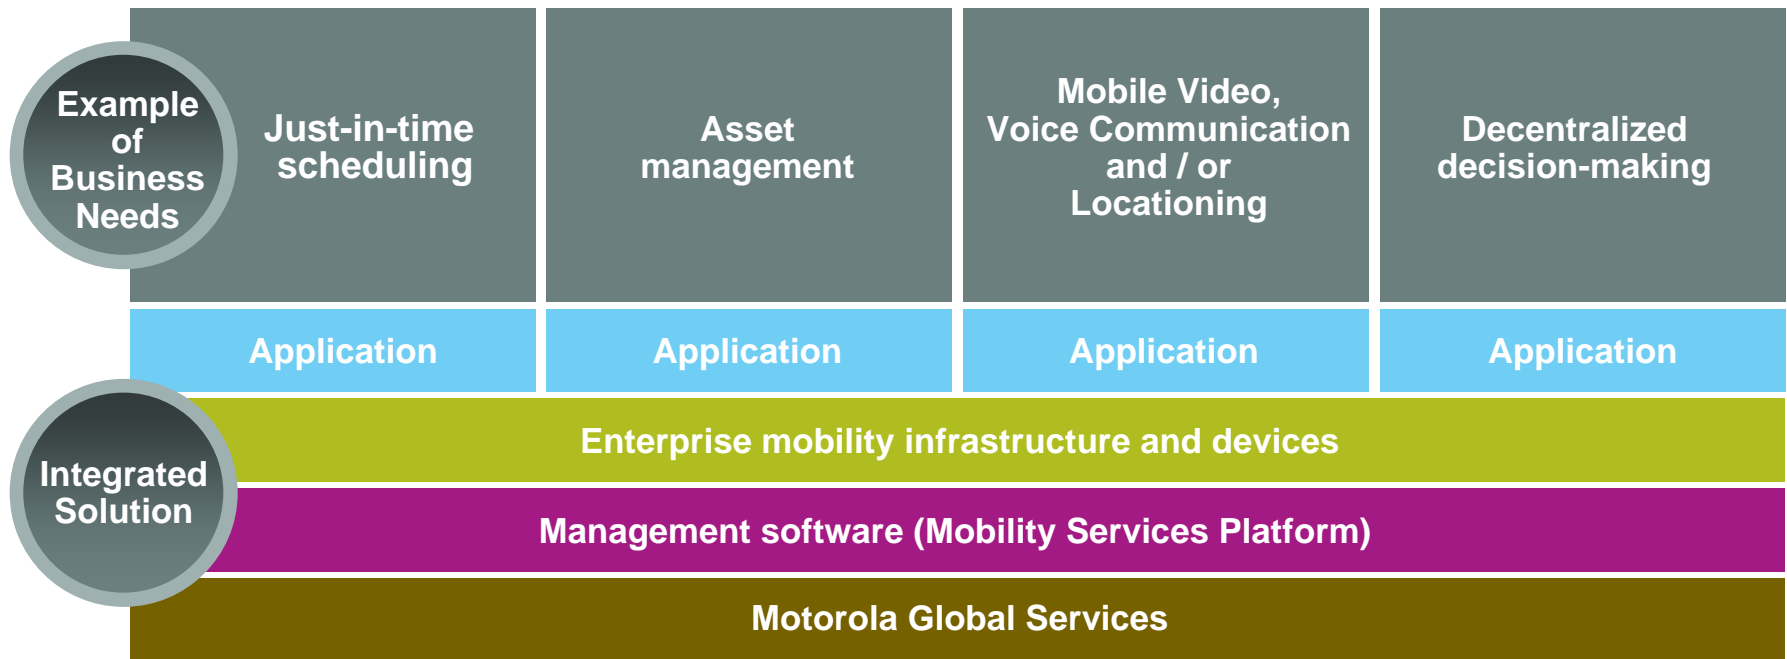 Example
of
Business
Needs
Just-in-time
scheduling
Asset
management
Mobile Video,
Voice Communication
and / or
Locationing
Decentralized
decision-making
Application
Application
Application
Application
Integrated
Solution
Enterprise mobility infrastructure and devices
Management software (Mobility Services Platform)
Motorola Global Services